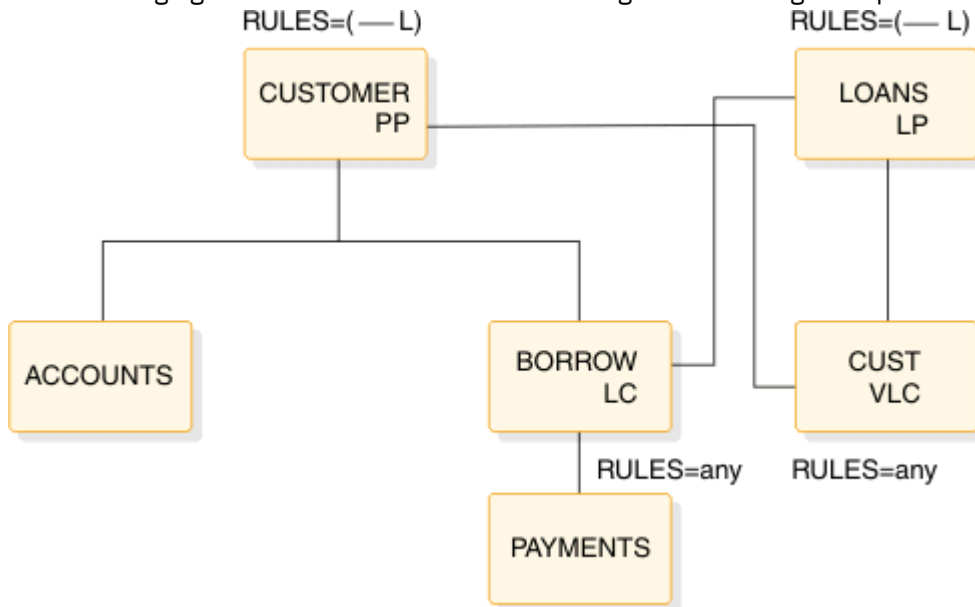 RULES=( — L)
RULES=( — L)
CUSTOMER
PP
LOANS
LP
ACCOUNTS
BORROW
LC
CUST
VLC
RULES=any
RULES=any
PAYMENTS